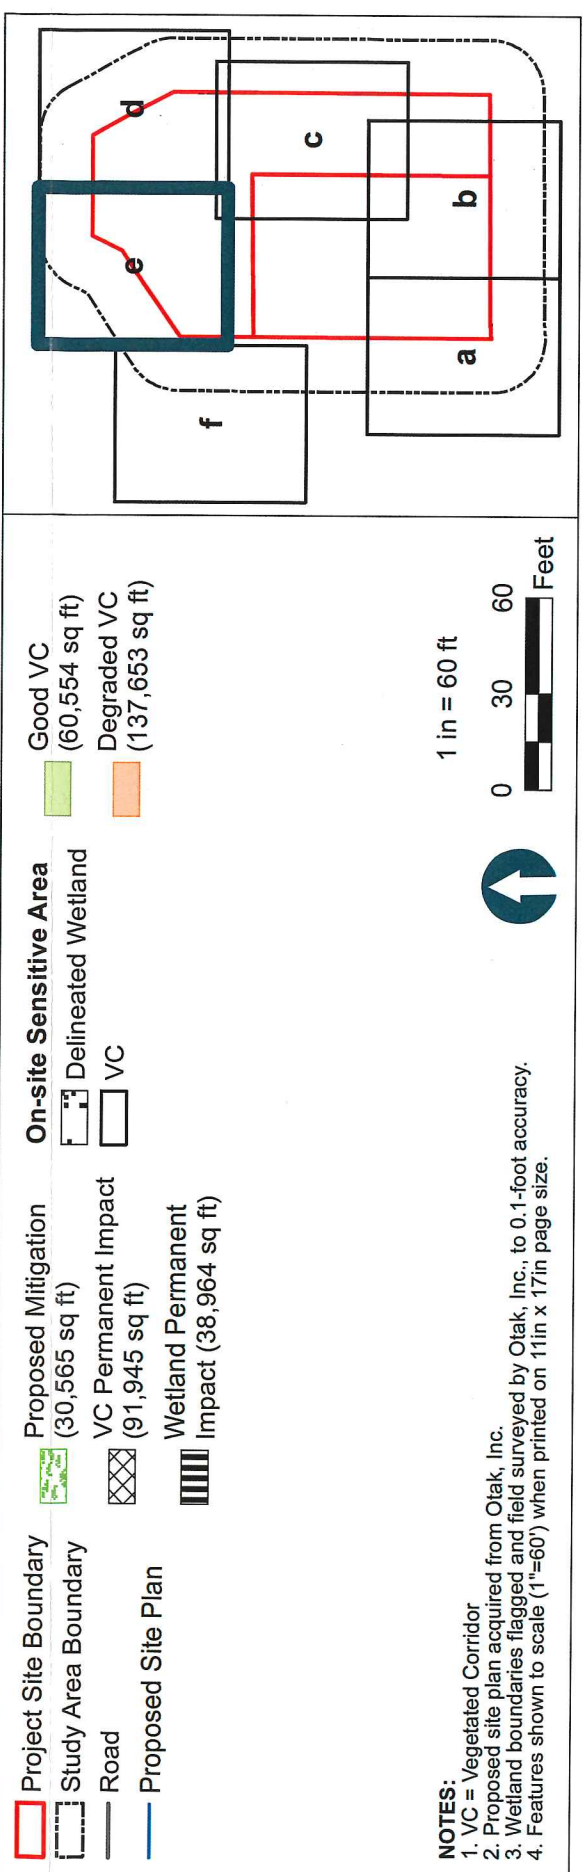 Project Site Boundary
Study Area Boundary
Road
Proposed Site Plan
Proposed Mitigation
(30,565 sq ft)
VC Permanent Impact
(91,945 sq ft)
Wetland Permanent
Impact (38,964 sq ft)
On-site Sensitive Area
Delineated Wetland
VC
Good VC
(60,554 sq ft)
Degraded VC
(137,653 sq ft)
NOTES:
1. VC = Vegetated Corridor
2. Proposed site plan acquired from Otak, Inc.
3. Wetland boundaries flagged and field surveyed by Otak, Inc., to 0.1-foot accuracy.
4. Features shown to scale (1"=60') when printed on 11in x 17in page size.
1 in = 60 ft
0 30 60
Feet
e
d
f
c
a
b